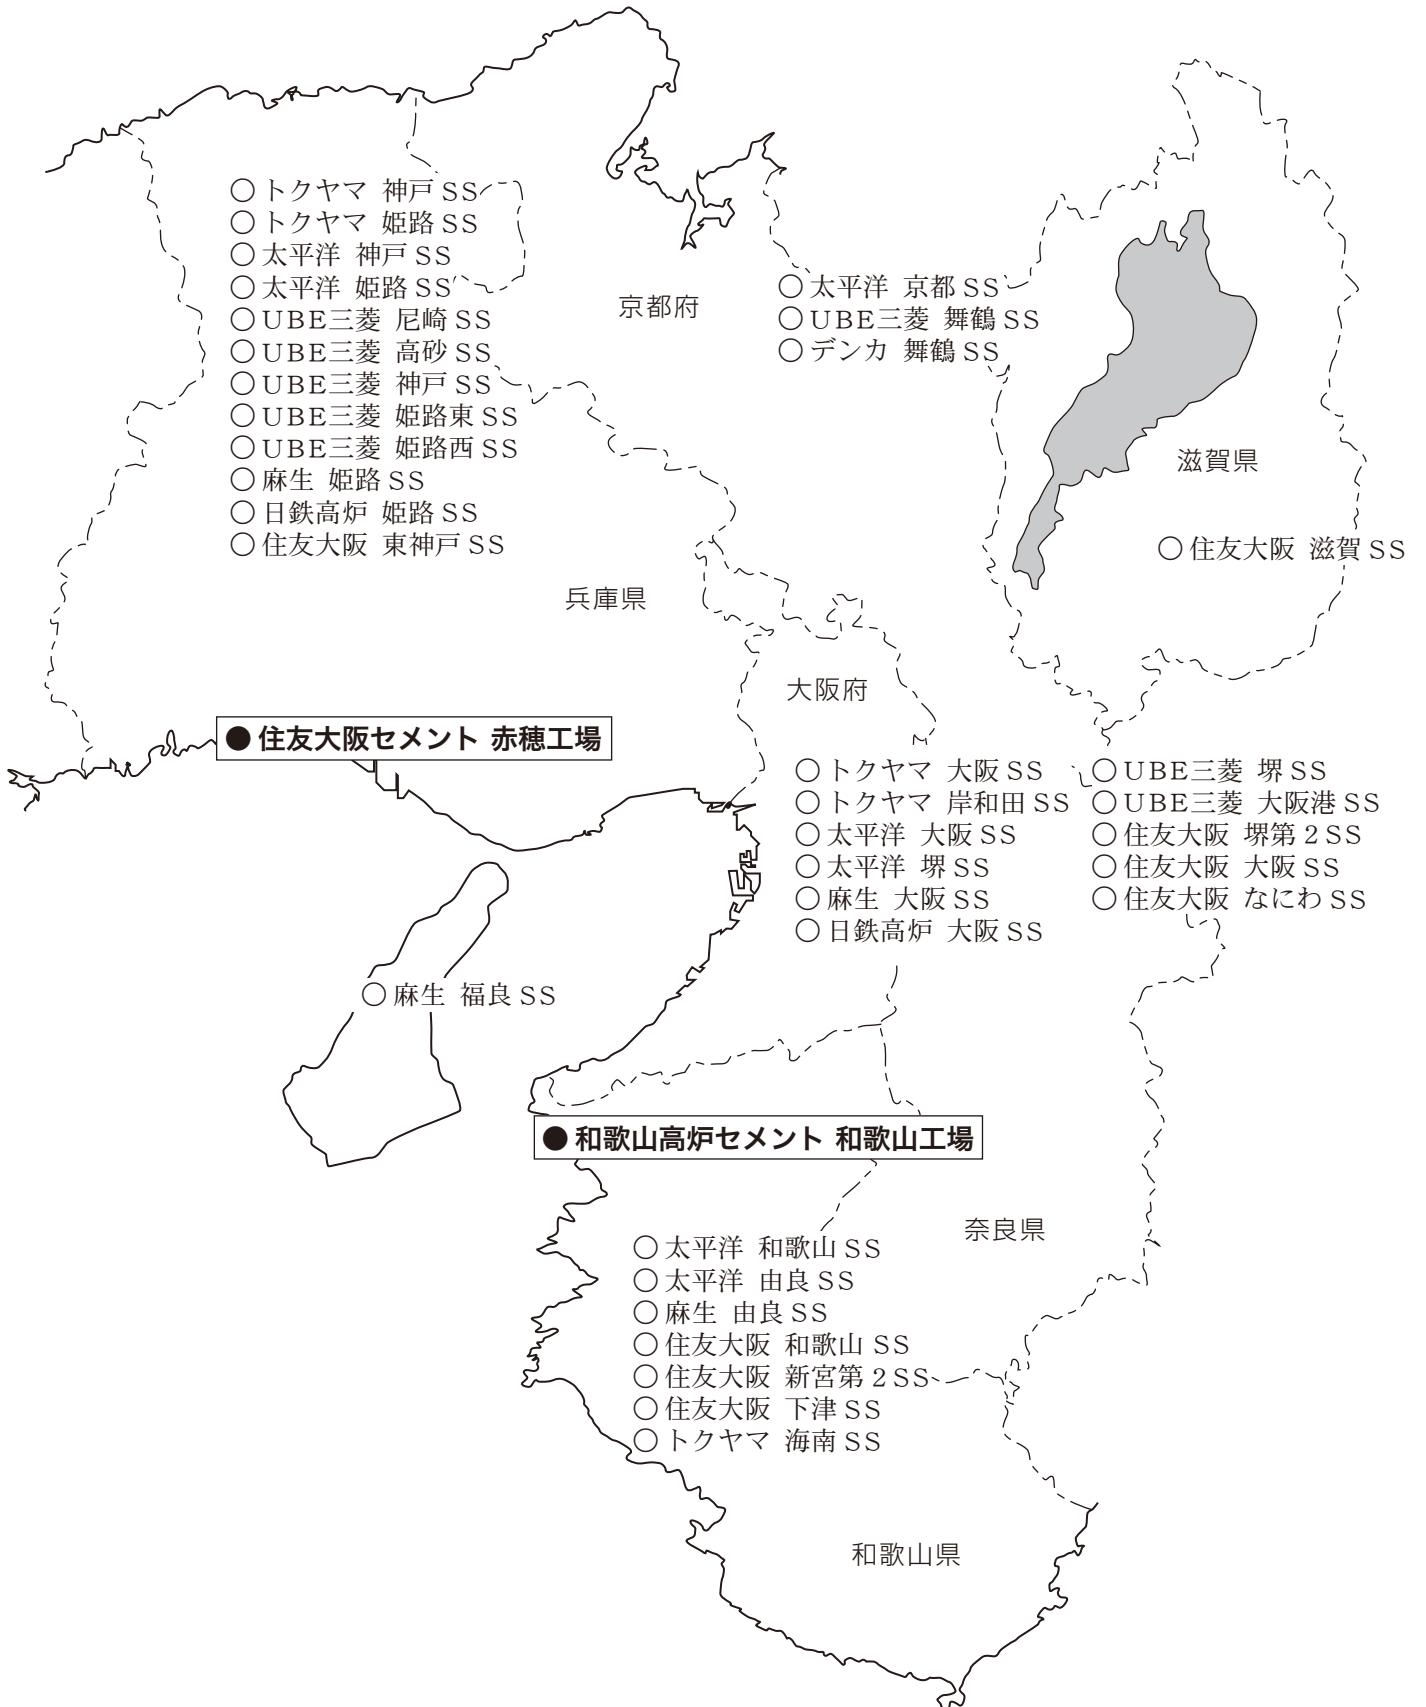 ○トクヤマ 神戸SS
○トクヤマ 姫路SS
○太平洋 神戸SS
○太平洋 姫路SS
○UBE三菱 尼崎SS
○UBE三菱 高砂SS
○UBE三菱 神戸SS
○UBE三菱 姫路東SS
○UBE三菱 姫路西SS
○麻生 姫路SS
○日鉄高炉 姫路SS
○住友大阪 東神戸SS
京都府
○太平洋 京都SS
○UBE三菱 舞鶴SS
○デンカ 舞鶴SS
滋賀県
○住友大阪 滋賀SS
兵庫県
大阪府
●住友大阪セメント 赤穂工場
○トクヤマ 大阪SS
○トクヤマ 岸和田SS
○太平洋 大阪SS
○太平洋 堺SS
○麻生 大阪SS
○日鉄高炉 大阪SS
○UBE三菱 堺SS
○UBE三菱 大阪港SS
○住友大阪 堺第2SS
○住友大阪 大阪SS
○住友大阪 なにわSS
○麻生 福良SS
●和歌山高炉セメント 和歌山工場
奈良県
○太平洋 和歌山SS
○太平洋 由良SS
○麻生 由良SS
○住友大阪 和歌山SS
○住友大阪 新宮第2SS
○住友大阪 下津SS
○トクヤマ 海南SS
和歌山県